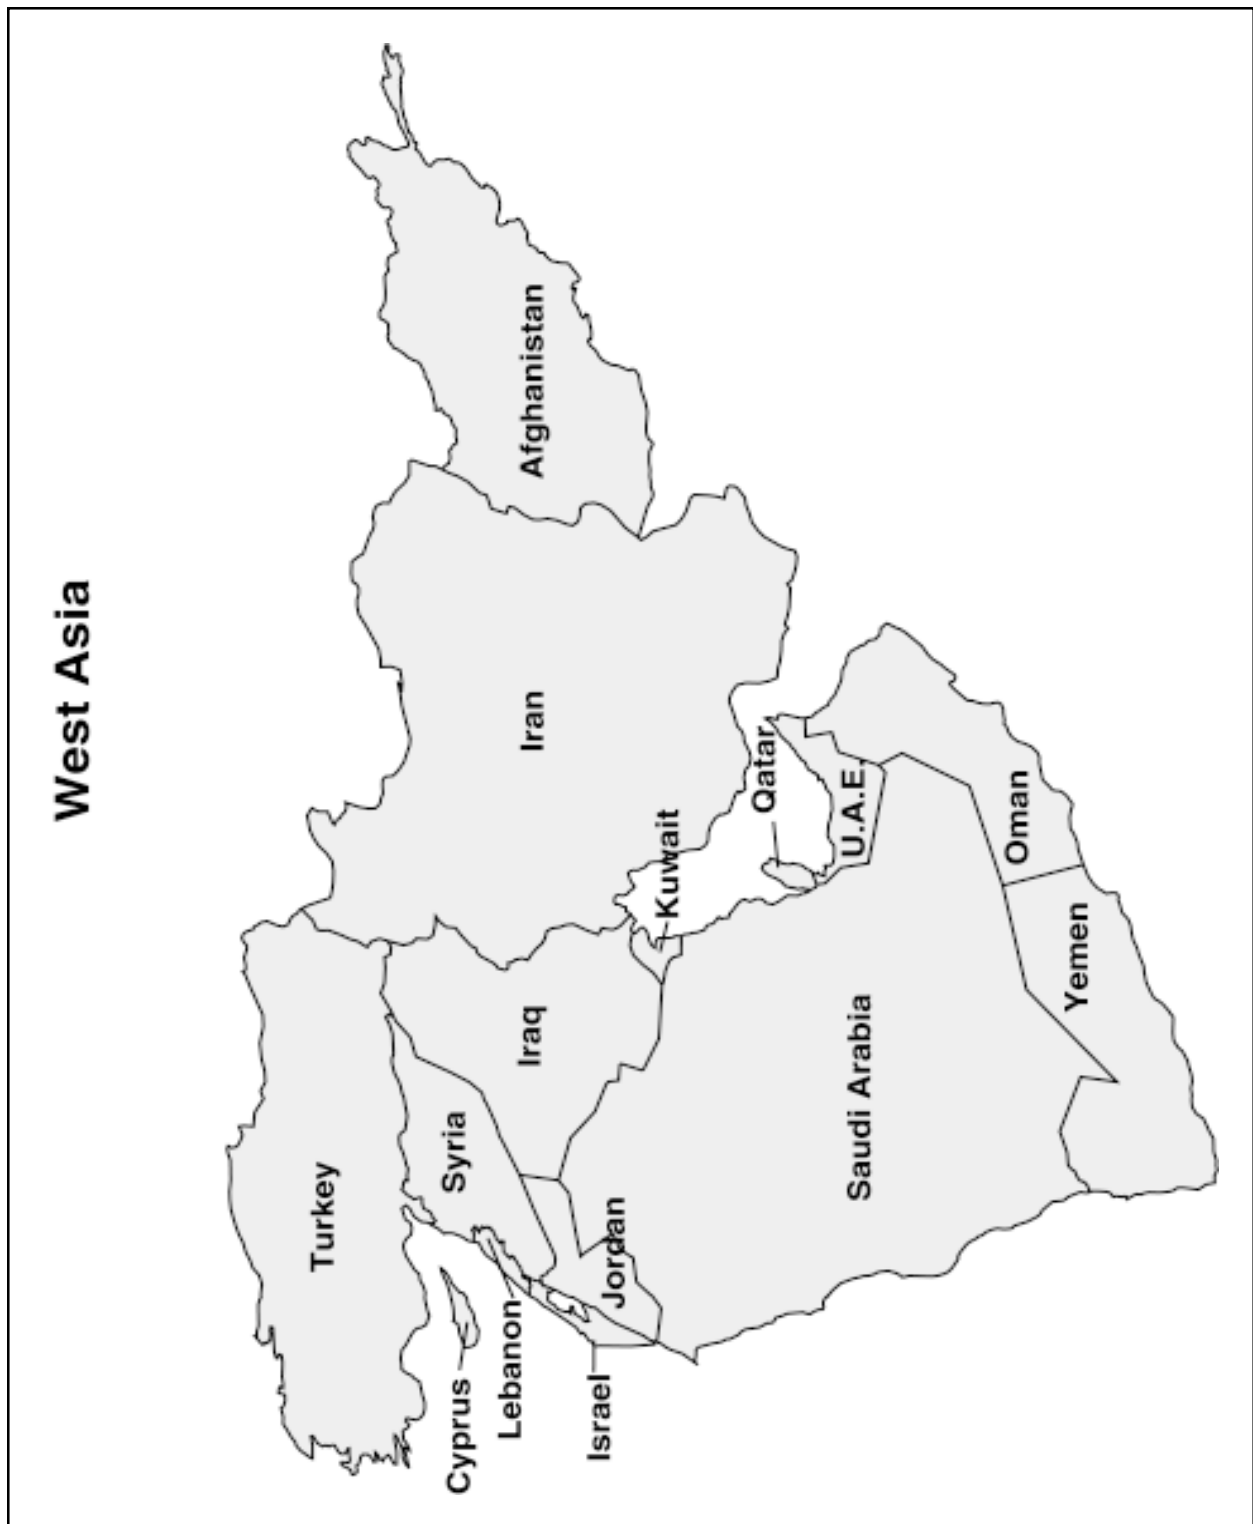 West Asia
Turkey
Cyprus
Syria
Lebanon
Iraq
Iran
Afghanistan
Israel
Jordan
Kuwait
Qatar
U.A.E.
Saudi Arabia
Oman
Yemen